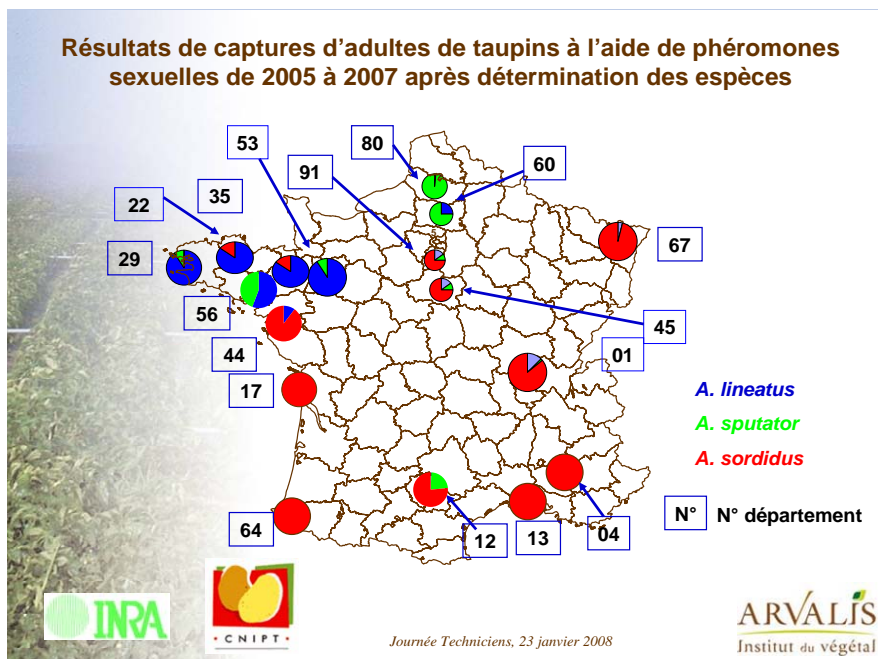 Résultats de captures d'adultes de taupins à l'aide de phéromones
sexuelles de 2005 à 2007 après détermination des espèces
53
80
60
91
35
22
29
67
56
45
44
01
17
A. lineatus
A. sputator
A. sordidus
64
12
13
04
N° N° département
INRA
• CNIPT •
Journée Techniciens, 23 janvier 2008
ARVALIS
Institut du végétal